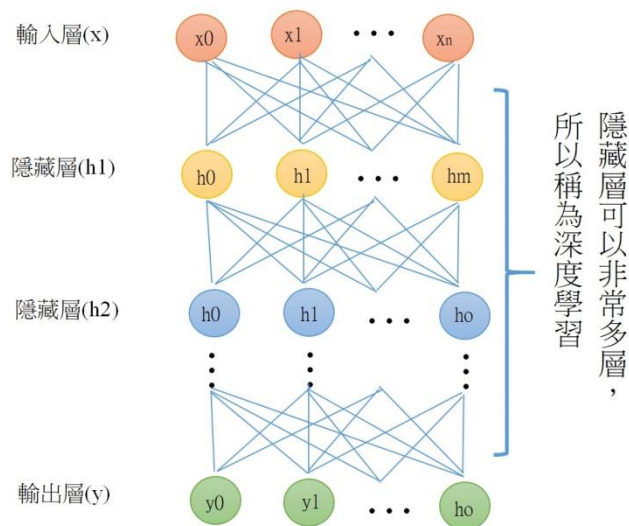 輸入層(x)
x0 x1 • • • xn
隱藏層(h1)
h0 h1 • • • hm
隱藏層(h2)
h0 h1 • • • ho
輸出層(y)
y0 y1 • • • ho
隱藏層可以非常多層，
所以稱為深度學習